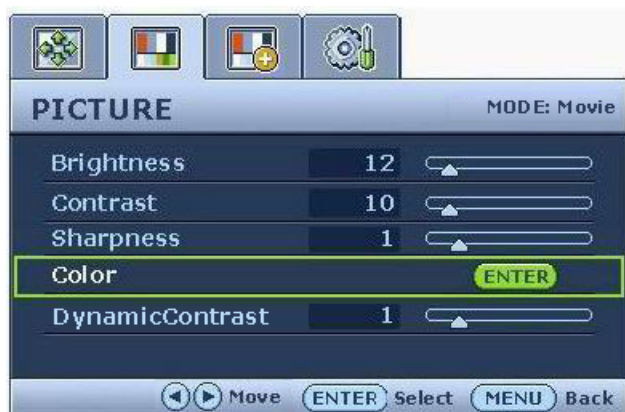 PICTURE MODE: Movie
Brightness 12
Contrast 10
Sharpness 1
Color ENTER
DynamicContrast 1
Move ENTER Select MENU Back